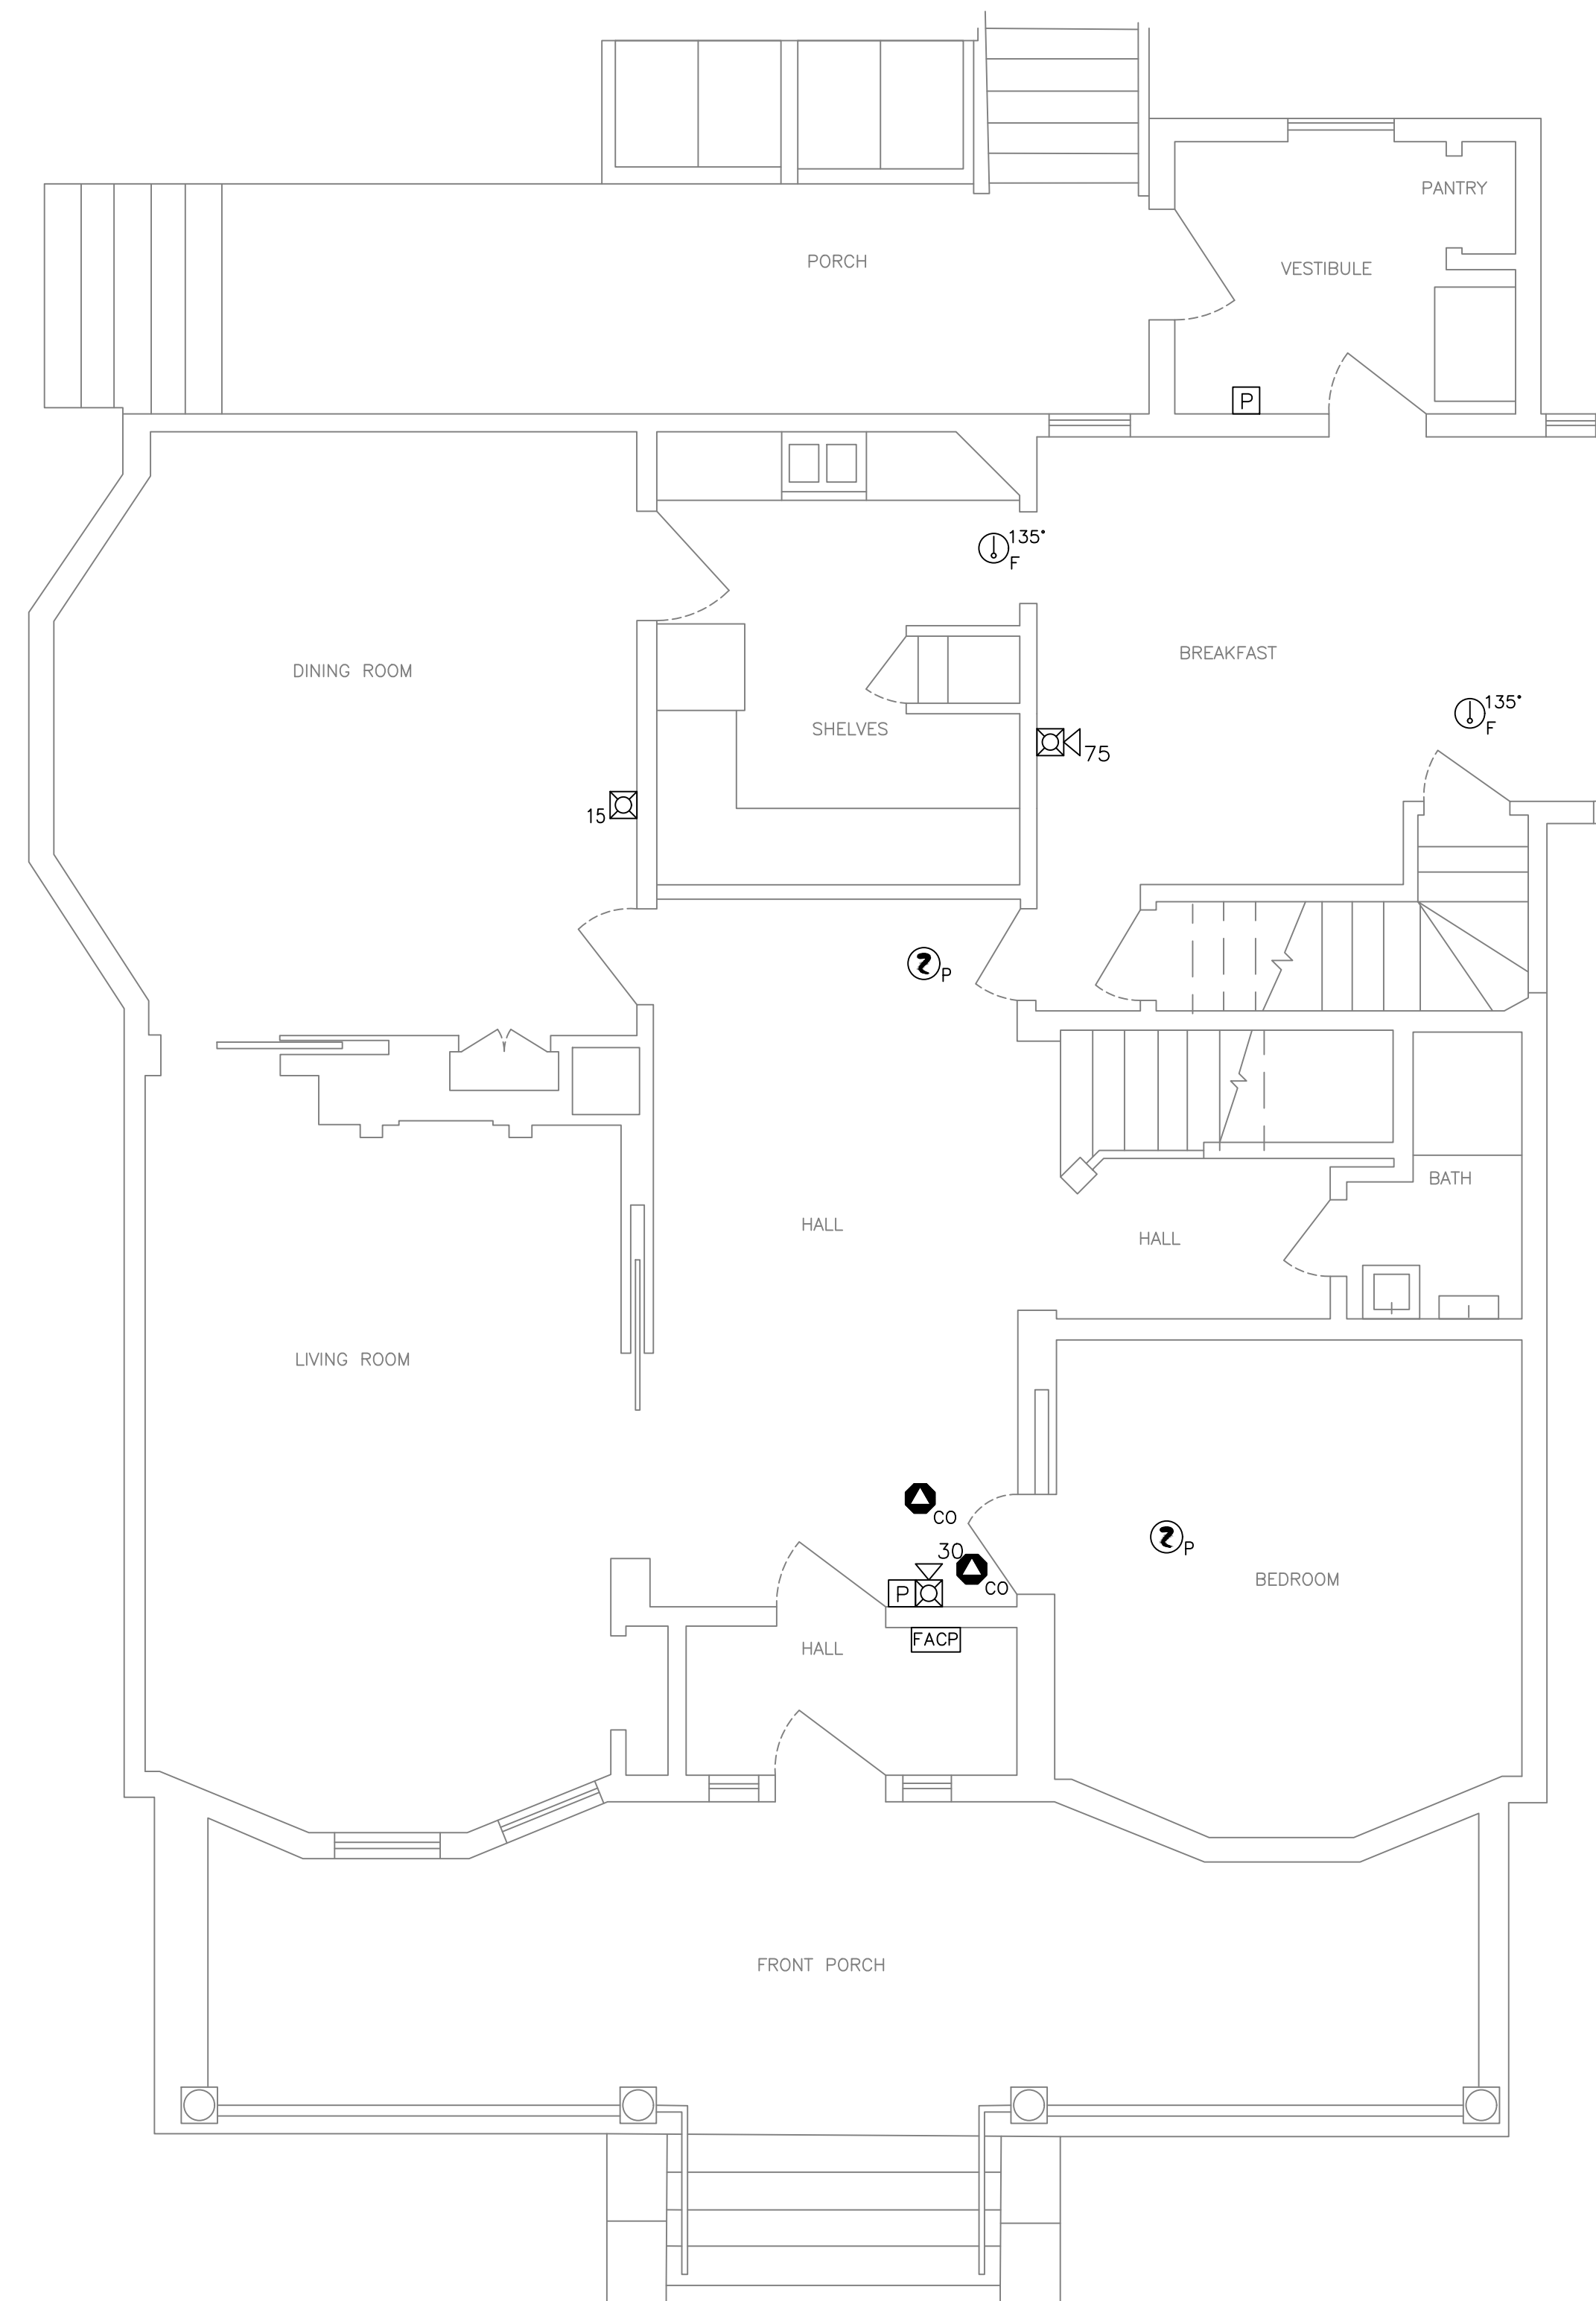 PANTRY
PORCH
VESTIBULE
P
135°
F
BREAKFAST
DINING ROOM
135°
F
SHELVES
75
15
P
BATH
HALL
HALL
LIVING ROOM
CO
30
P
CO
P
BEDROOM
FACP
HALL
FRONT PORCH